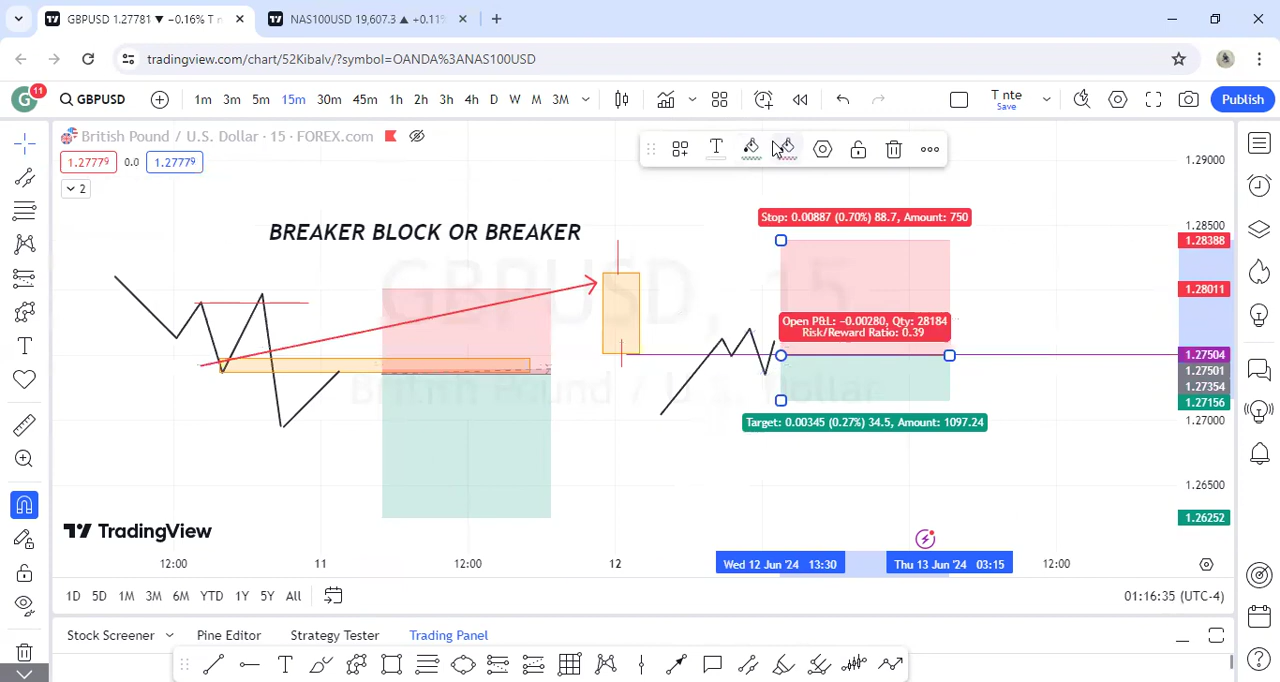 GBPUSD 1.27781 ▼ −0.16% T n
NAS100USD 19,607.3 ▲ +0.11%
tradingview.com/chart/52Kibalv/?symbol=OANDA%3ANAS100USD
G
11
GBPUSD
1m 3m 5m 15m 30m 45m 1h 2h 3h 4h D W M 3M
T nte
Save
Publish
British Pound / U.S. Dollar · 15 · FOREX.com
1.27779 0.0 1.27779
2
BREAKER BLOCK OR BREAKER
GBPUSD, 15
British Pound / U.S. Dollar
Stop: 0.00887 (0.70%) 88.7, Amount: 750
Open P&L: −0.00280, Qty: 28184
Risk/Reward Ratio: 0.39
Target: 0.00345 (0.27%) 34.5, Amount: 1097.24
1.29000
1.28500
1.28388
1.28011
1.27504
1.27501
1.27354
1.27156
1.27000
1.26500
1.26252
TradingView
12:00 11 12:00 12 Wed 12 Jun '24 13:30 Thu 13 Jun '24 03:15 12:00
1D 5D 1M 3M 6M YTD 1Y 5Y All
01:16:35 (UTC-4)
Stock Screener Pine Editor Strategy Tester Trading Panel